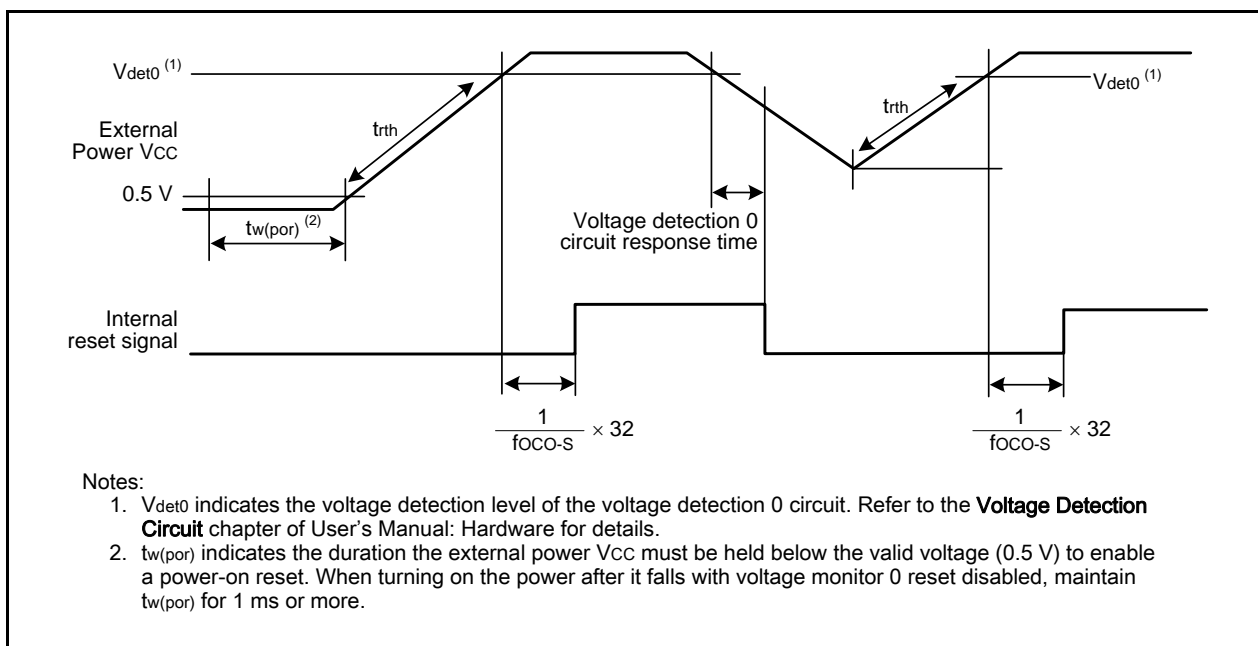 Vdet0 (1)
Vdet0 (1)
trth
trth
External
Power VCC
0.5 V
tw(por) (2)
Voltage detection 0
circuit response time
Internal
reset signal
1
fOCO-S
× 32
1
fOCO-S
× 32
Notes:
1. Vdet0 indicates the voltage detection level of the voltage detection 0 circuit. Refer to the Voltage Detection
Circuit chapter of User's Manual: Hardware for details.
2. tw(por) indicates the duration the external power VCC must be held below the valid voltage (0.5 V) to enable
a power-on reset. When turning on the power after it falls with voltage monitor 0 reset disabled, maintain
tw(por) for 1 ms or more.